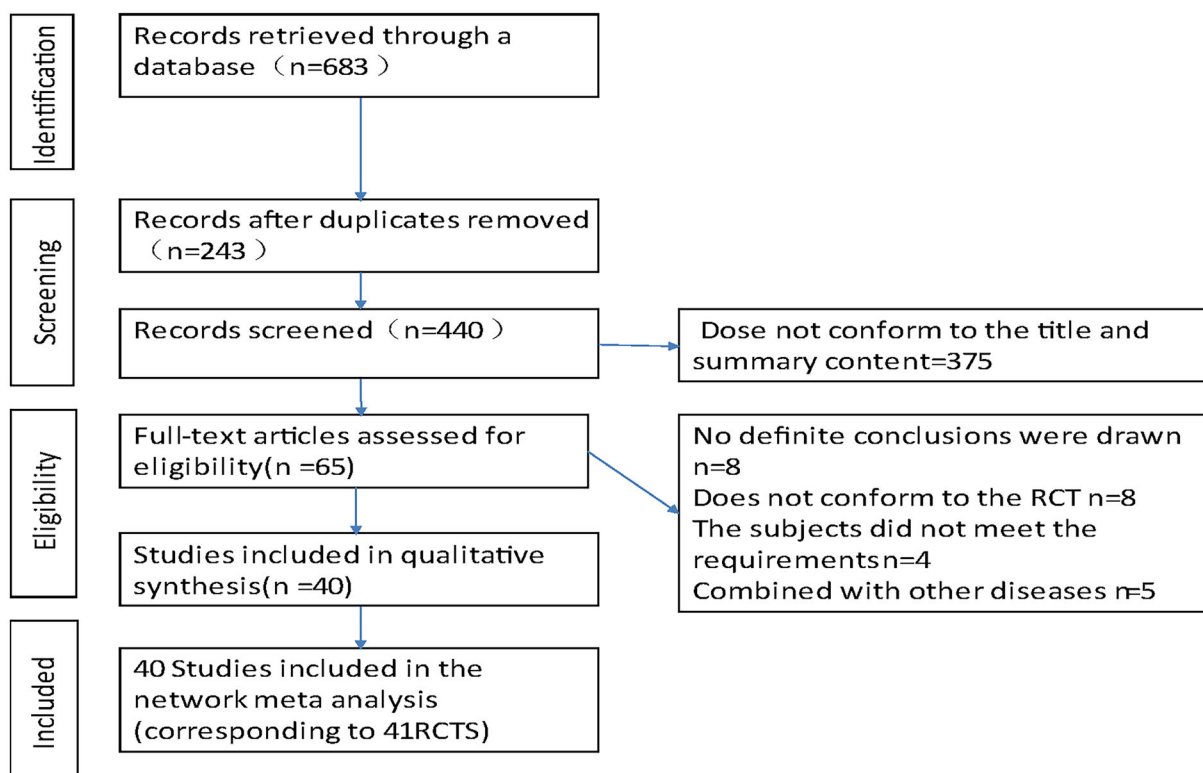 Identification
Records retrieved through a
database（n=683）
Screening
Records after duplicates removed
（n=243）
Records screened（n=440）
Dose not conform to the title and
summary content=375
Eligibility
Full-text articles assessed for
eligibility(n =65)
No definite conclusions were drawn
n=8
Does not conform to the RCT n=8
The subjects did not meet the
requirementsn=4
Combined with other diseases n=5
Studies included in qualitative
synthesis(n =40)
Included
40 Studies included in the
network meta analysis
(corresponding to 41RCTS)